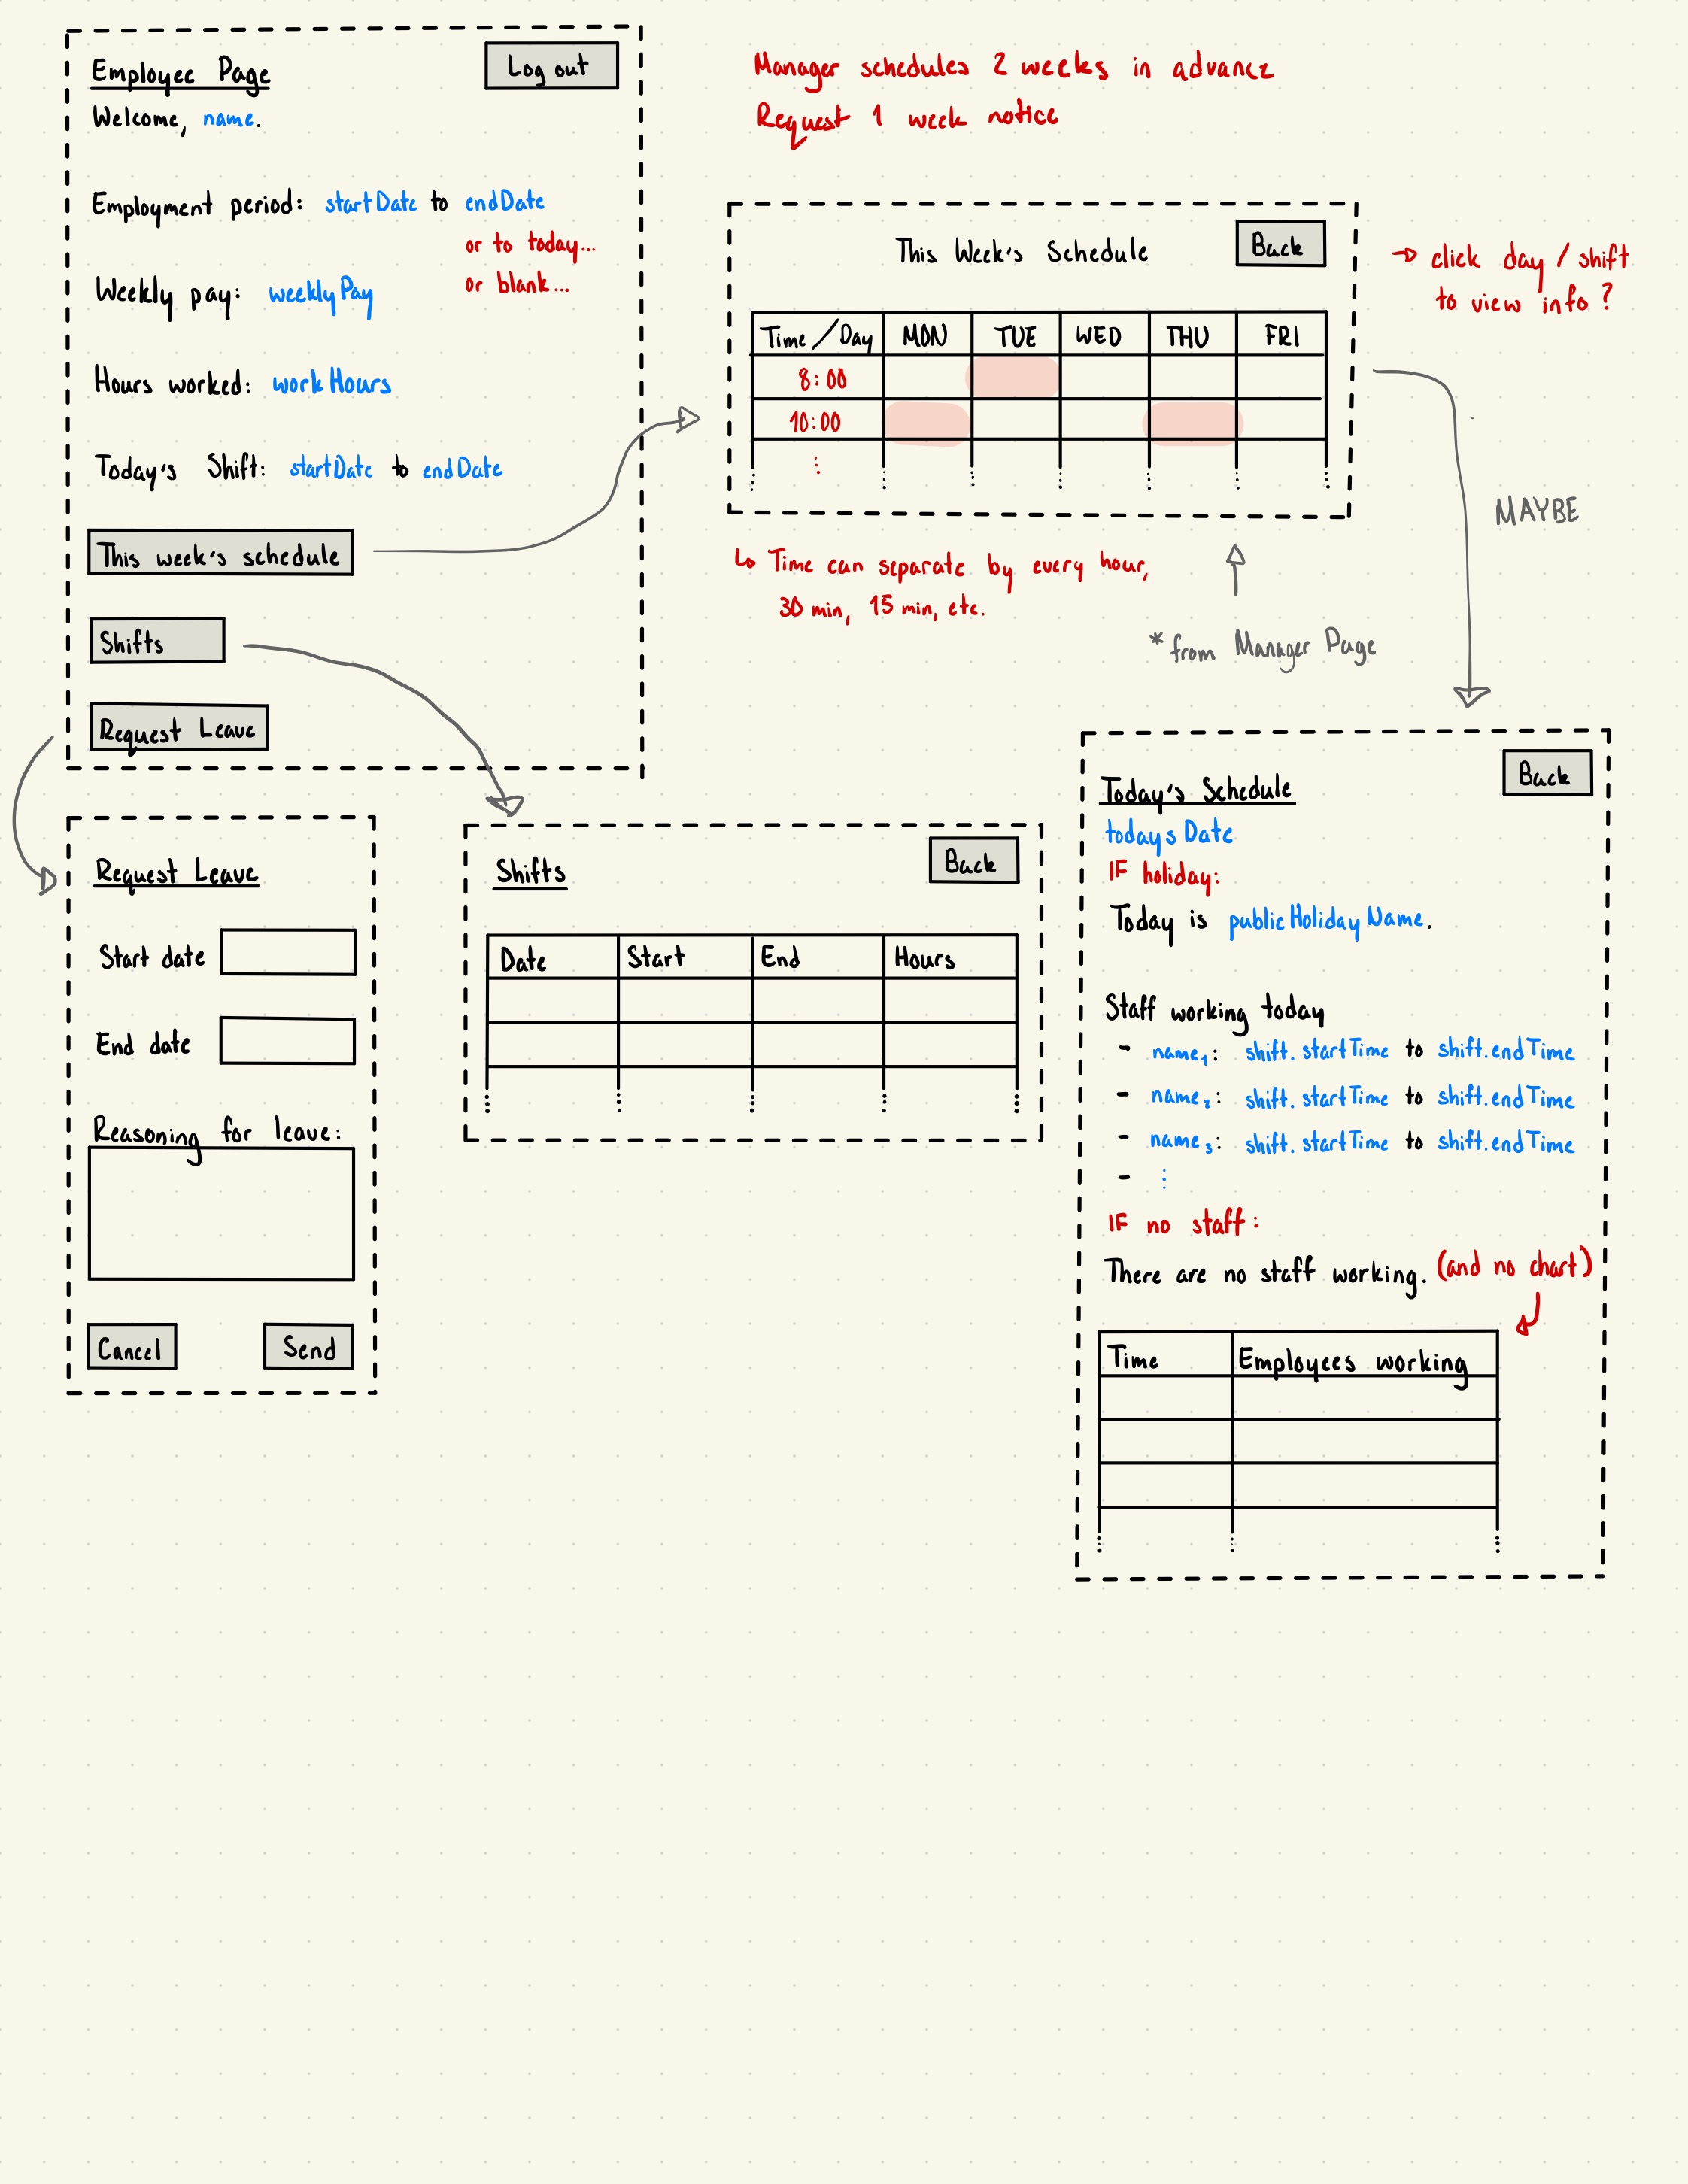 Employee Page
Log out
Welcome, name.
Employment period: startDate to endDate
or to today...
or blank...
Weekly pay: weeklyPay
Hours worked: workHours
Today's Shift: startDate to endDate
This week's schedule
Shifts
Request Leave
Manager schedules 2 weeks in advance
Request 1 week notice
This Week's Schedule
Back
Time / Day MON TUE WED THU FRI
8:00
10:00
⋮
→ click day / shift
to view info?
↳ Time can separate by every hour,
30 min, 15 min, etc.
* from Manager Page
MAYBE
Request Leave
Start date
End date
Reasoning for leave:
Cancel
Send
Shifts
Back
Date Start End Hours
Today's Schedule
Back
todaysDate
IF holiday:
Today is publicHolidayName.
Staff working today
- name₁: shift.startTime to shift.endTime
- name₂: shift.startTime to shift.endTime
- name₃: shift.startTime to shift.endTime
- ⋮
IF no staff:
There are no staff working. (and no chart)
Time Employees working